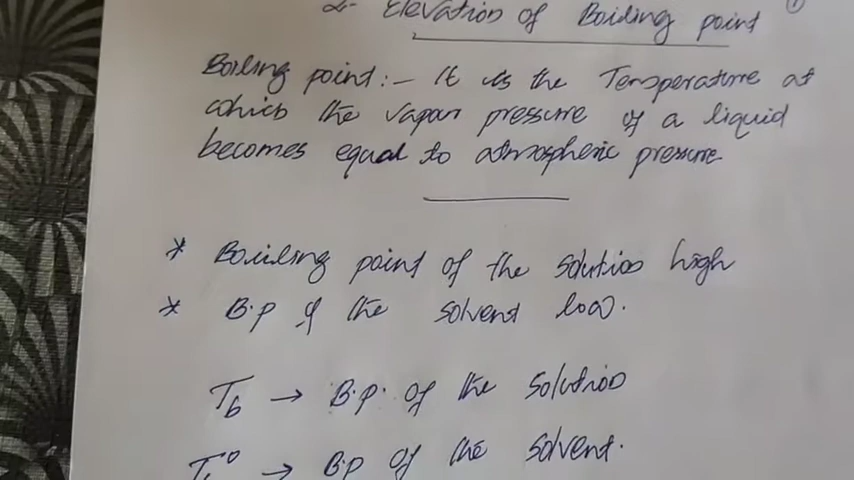 2- Elevation of Boiling point
Boiling point:- It is the Temperature at
which the vapour pressure of a liquid
becomes equal to atmospheric pressure
* Boiling point of the solution high
* B.P of the solvent low.
Tb → B.P. of the solution
Tb° → B.P of the solvent.